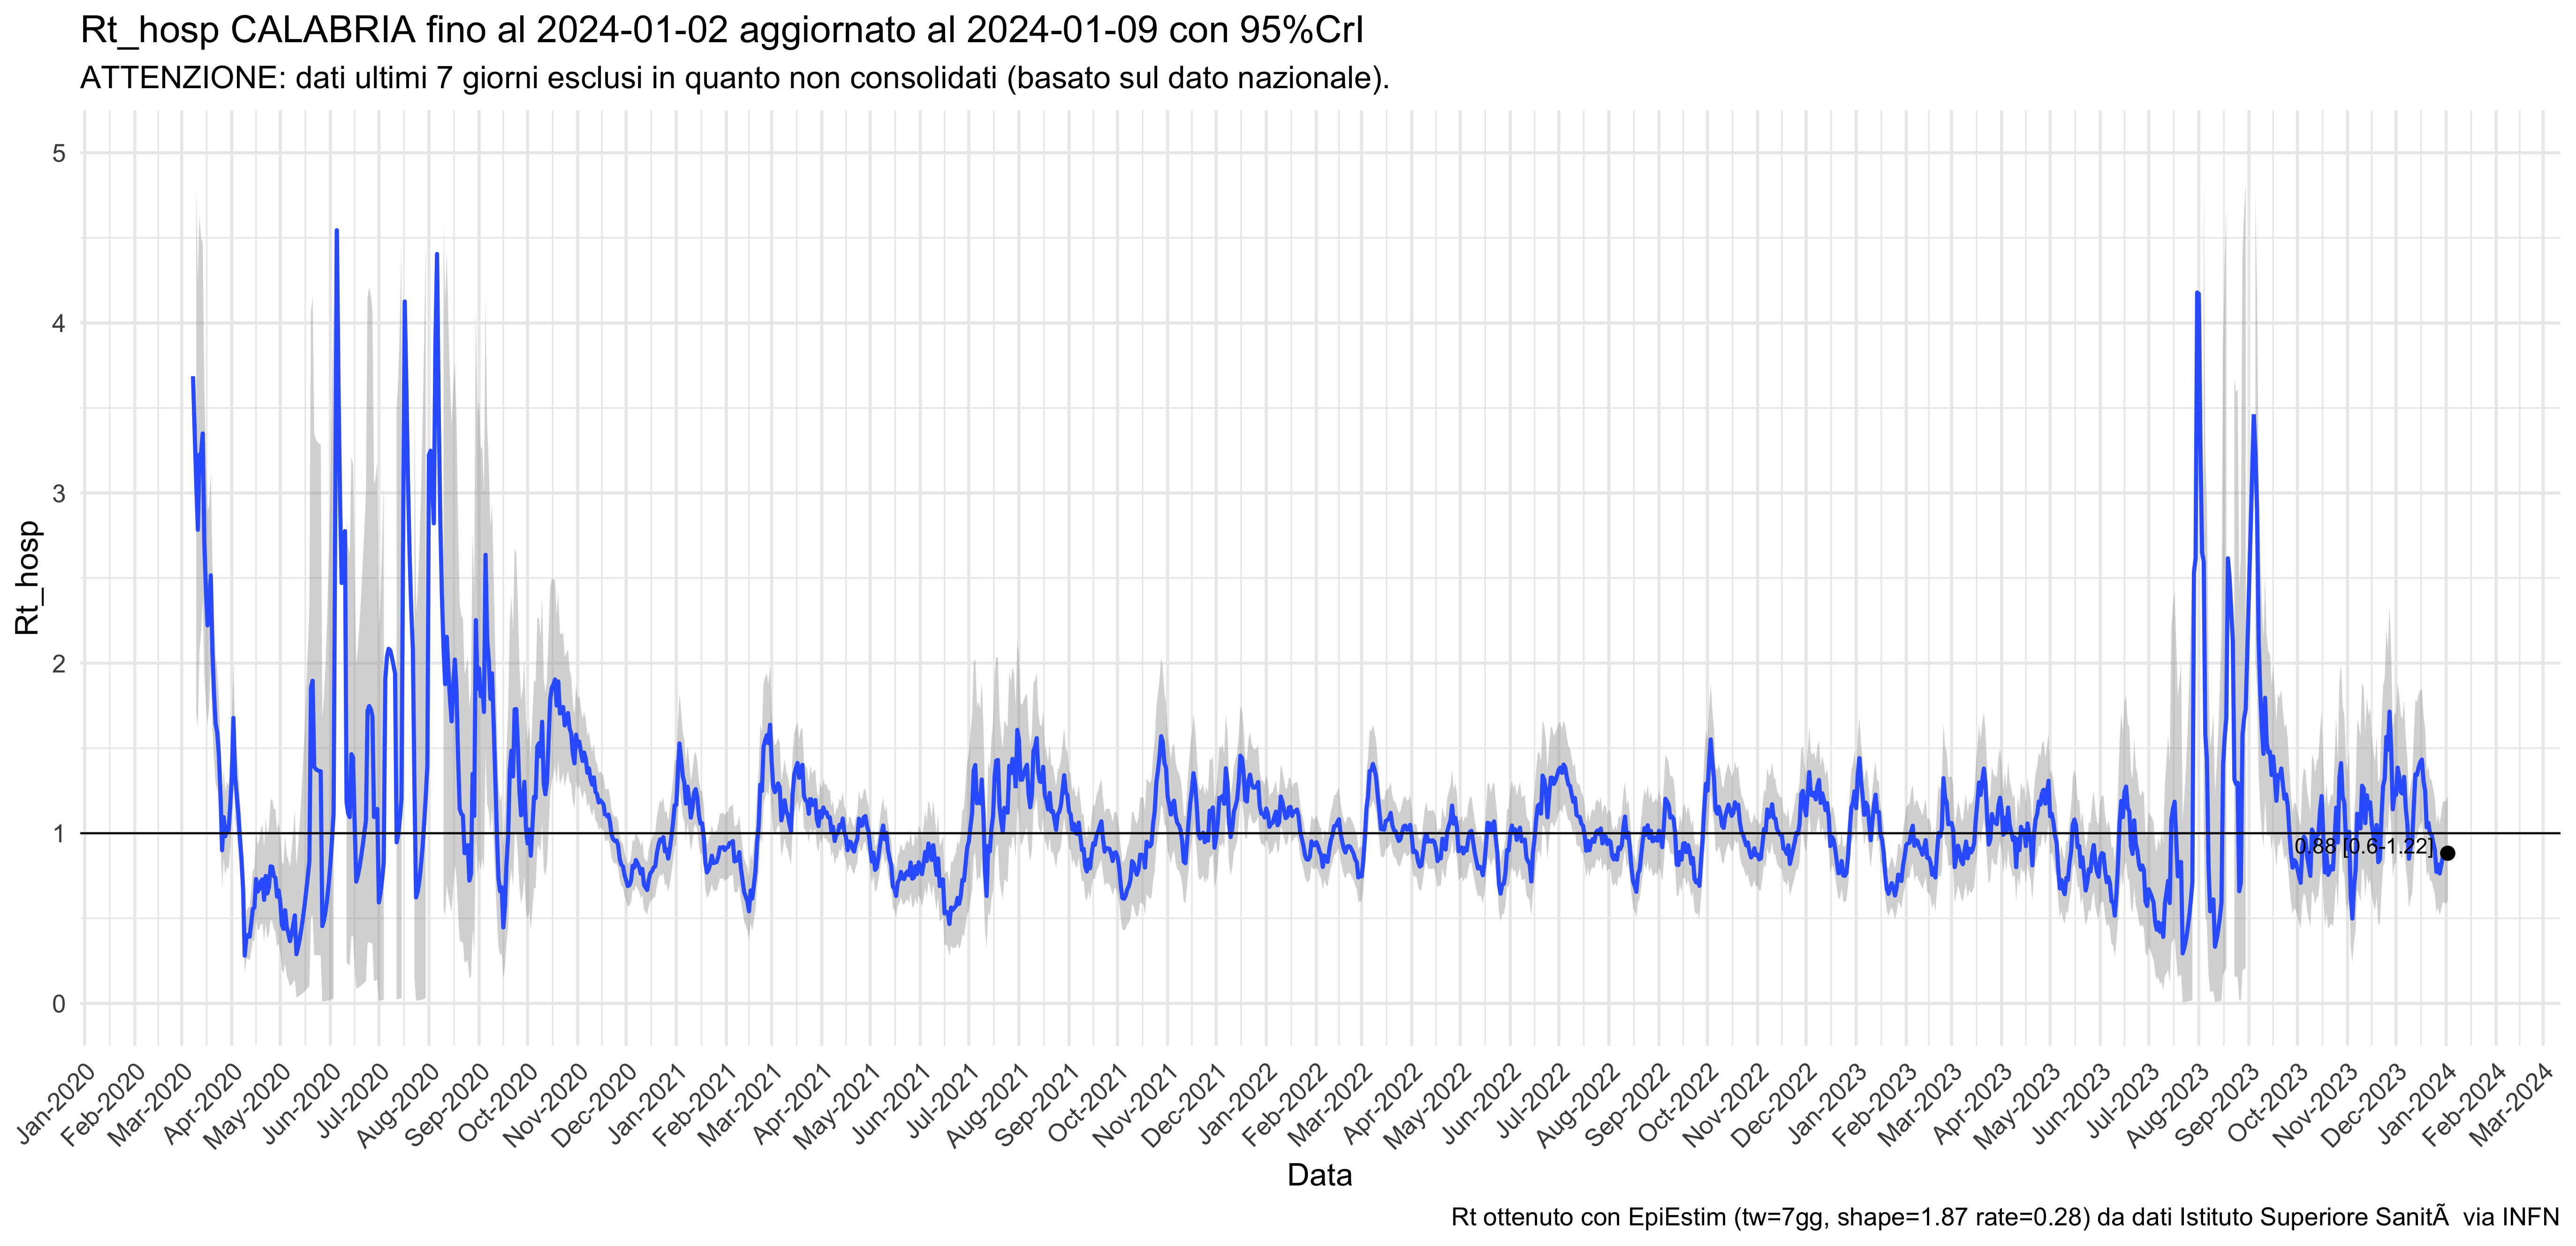 Rt_hosp CALABRIA fino al 2024-01-02 aggiornato al 2024-01-09 con 95%CrI
ATTENZIONE: dati ultimi 7 giorni esclusi in quanto non consolidati (basato sul dato nazionale).
5
4
3
2
1
0
Rt_hosp
0.88 [0.6-1.22]
Jan-2020
Feb-2020
Mar-2020
Apr-2020
May-2020
Jun-2020
Jul-2020
Aug-2020
Sep-2020
Oct-2020
Nov-2020
Dec-2020
Jan-2021
Feb-2021
Mar-2021
Apr-2021
May-2021
Jun-2021
Jul-2021
Aug-2021
Sep-2021
Oct-2021
Nov-2021
Dec-2021
Jan-2022
Feb-2022
Mar-2022
Apr-2022
May-2022
Jun-2022
Jul-2022
Aug-2022
Sep-2022
Oct-2022
Nov-2022
Dec-2022
Jan-2023
Feb-2023
Mar-2023
Apr-2023
May-2023
Jun-2023
Jul-2023
Aug-2023
Sep-2023
Oct-2023
Nov-2023
Dec-2023
Jan-2024
Feb-2024
Mar-2024
Data
Rt ottenuto con EpiEstim (tw=7gg, shape=1.87 rate=0.28) da dati Istituto Superiore SanitÃ  via INFN